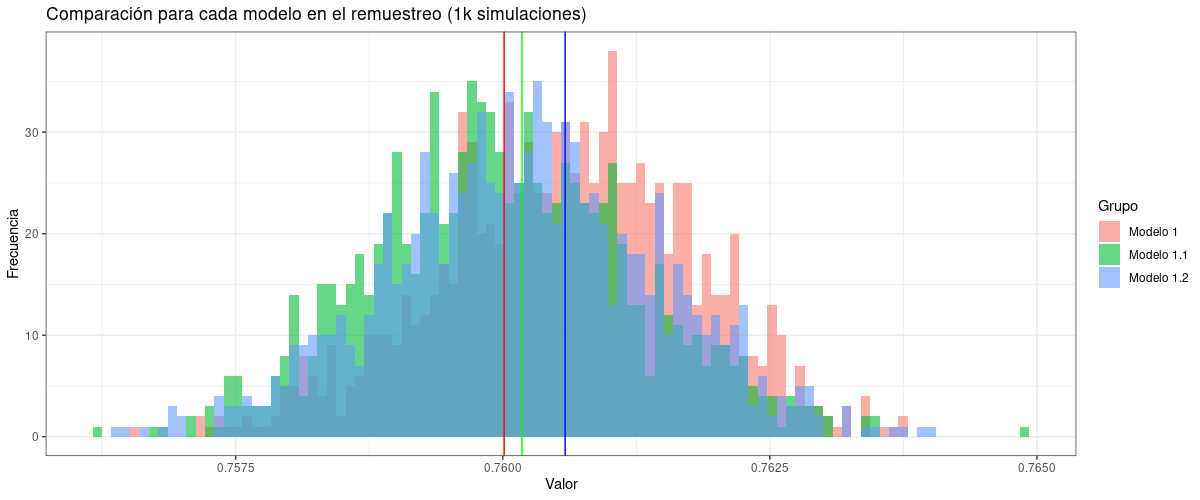 Comparación para cada modelo en el remuestreo (1k simulaciones)
Frecuencia
30
20
10
0
0.7575
0.7600
0.7625
0.7650
Valor
Grupo
Modelo 1
Modelo 1.1
Modelo 1.2